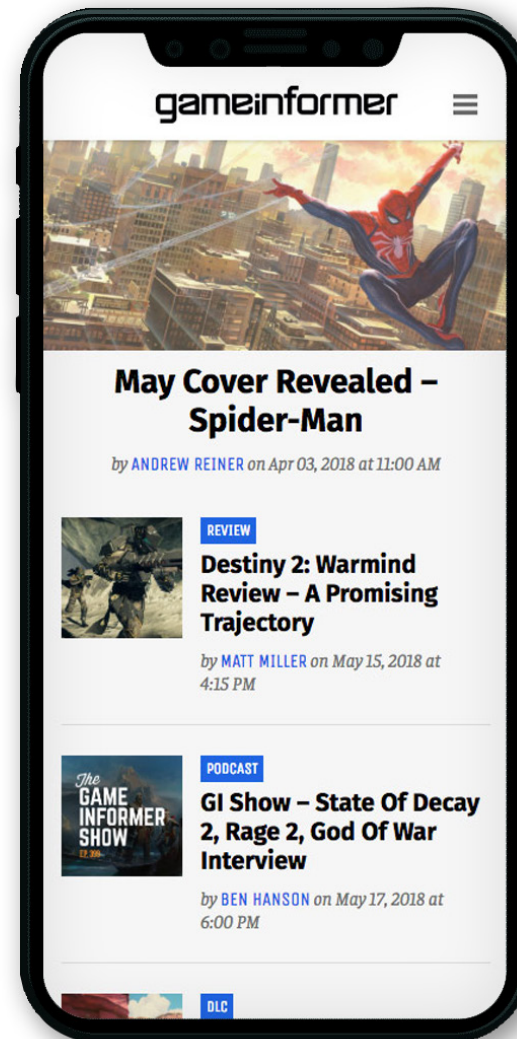 gameinformer
May Cover Revealed –
Spider-Man
by ANDREW REINER on Apr 03, 2018 at 11:00 AM
REVIEW
Destiny 2: Warmind
Review – A Promising
Trajectory
by MATT MILLER on May 15, 2018 at
4:15 PM
The
GAME
INFORMER
SHOW
PODCAST
GI Show – State Of Decay
2, Rage 2, God Of War
Interview
by BEN HANSON on May 17, 2018 at
6:00 PM
DLC